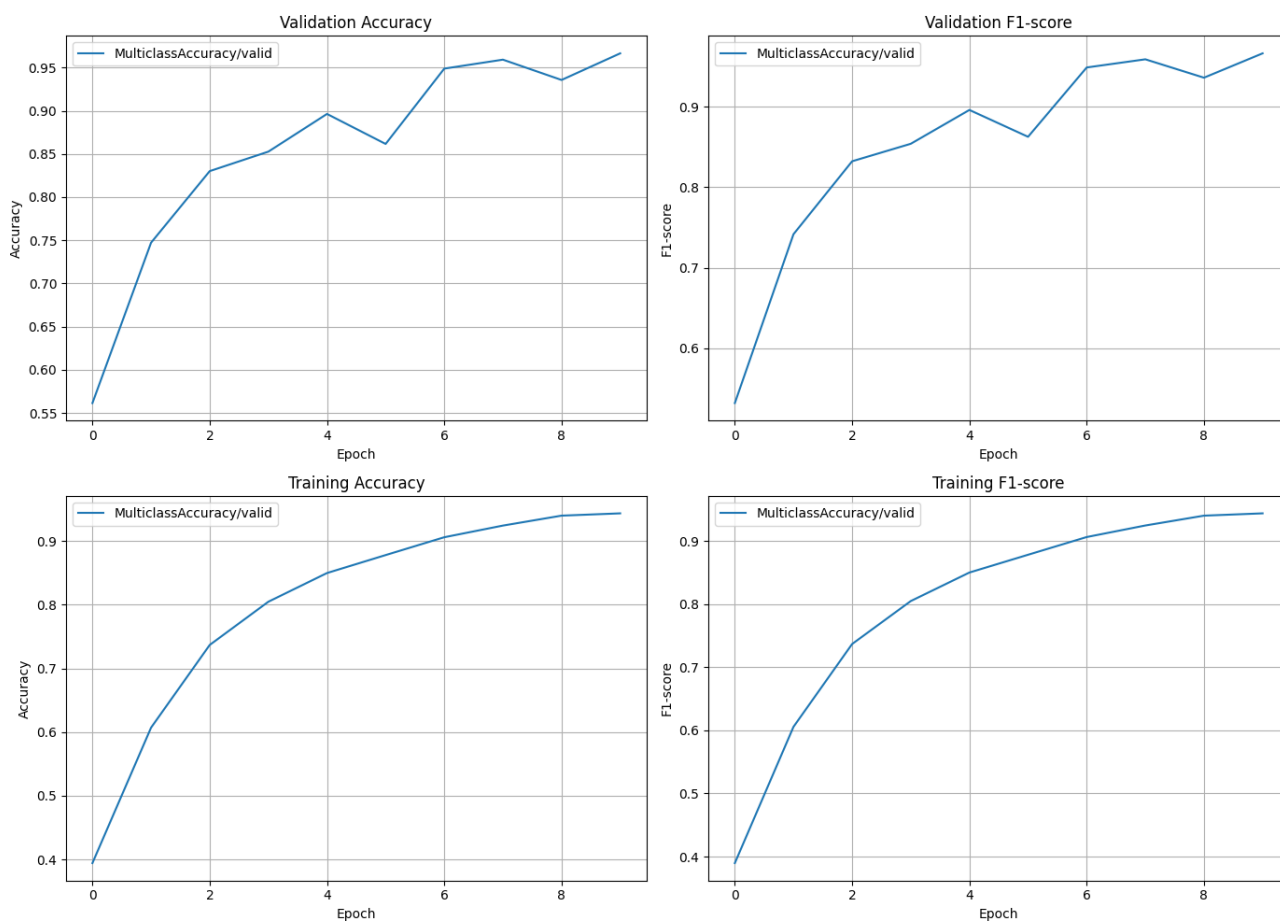 Validation Accuracy
MulticlassAccuracy/valid
0.95
0.90
0.85
0.80
0.75
0.70
0.65
0.60
0.55
Accuracy
0 2 4 6 8
Epoch
Validation F1-score
MulticlassAccuracy/valid
0.9
0.8
0.7
0.6
F1-score
0 2 4 6 8
Epoch
Training Accuracy
MulticlassAccuracy/valid
0.9
0.8
0.7
0.6
0.5
0.4
Accuracy
0 2 4 6 8
Epoch
Training F1-score
MulticlassAccuracy/valid
0.9
0.8
0.7
0.6
0.5
0.4
F1-score
0 2 4 6 8
Epoch